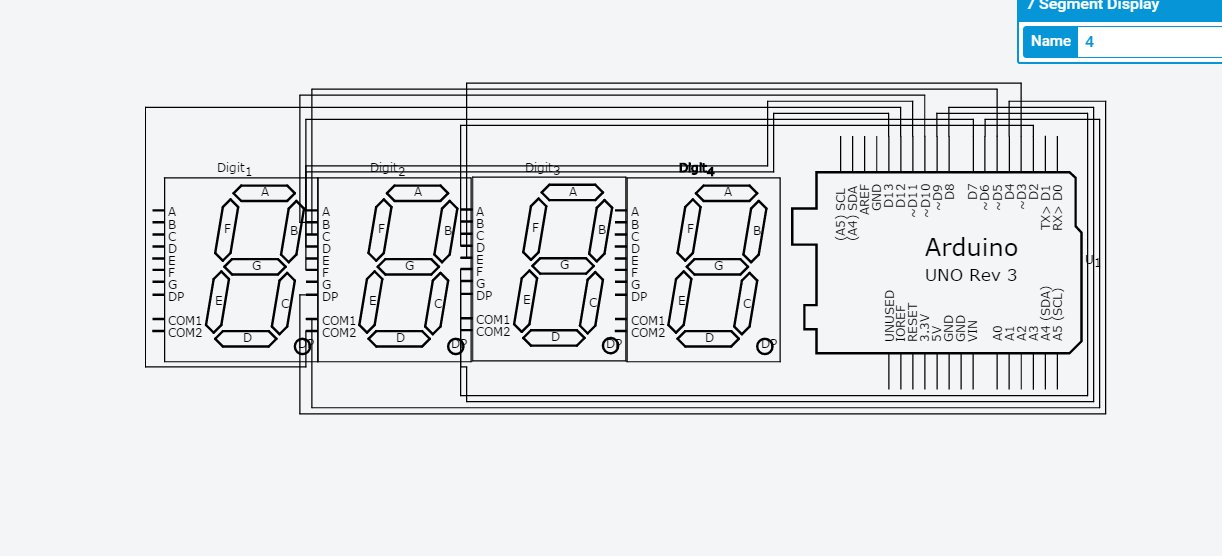 7 Segment Display
Name 4
Digit1 Digit2 Digit3 Digit4
A A A A
F B F B F B F B
G G G G
E C E C E C E C
D D D D
DP DP DP DP
A
B
C
D
E
F
G
DP
COM1
COM2
A
B
C
D
E
F
G
DP
COM1
COM2
A
B
C
D
E
F
G
DP
COM1
COM2
A
B
C
D
E
F
G
DP
COM1
COM2
(A5) SCL
(A4) SDA
AREF
GND
D13
D12
~D11
~D10
~D9
D8
D7
~D6
~D5
D4
~D3
D2
TX> D1
RX> D0
Arduino
UNO Rev 3
U1
UNUSED
IOREF
RESET
3.3V
5V
GND
GND
VIN
A0
A1
A2
A3
A4 (SDA)
A5 (SCL)